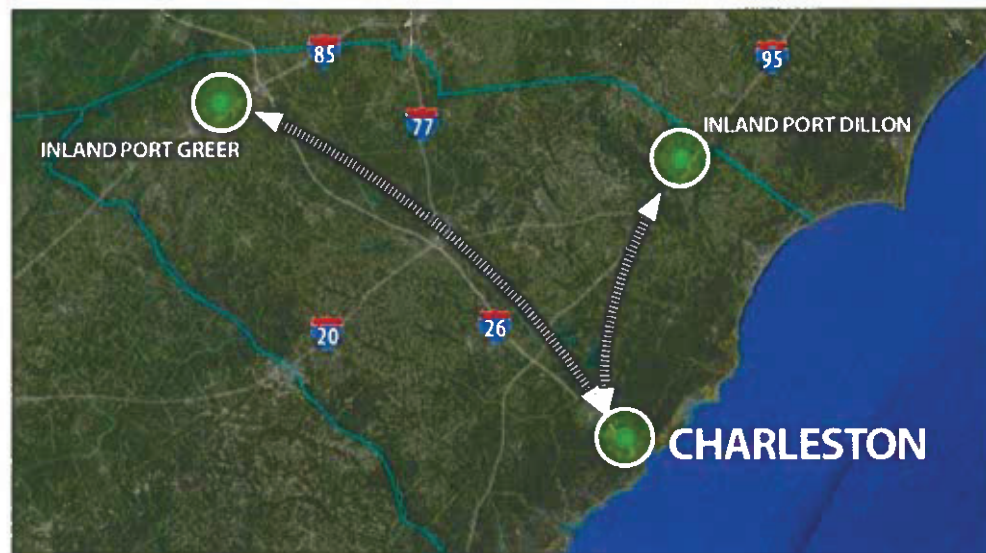 85
95
77
INLAND PORT DILLON
INLAND PORT GREER
20
26
CHARLESTON